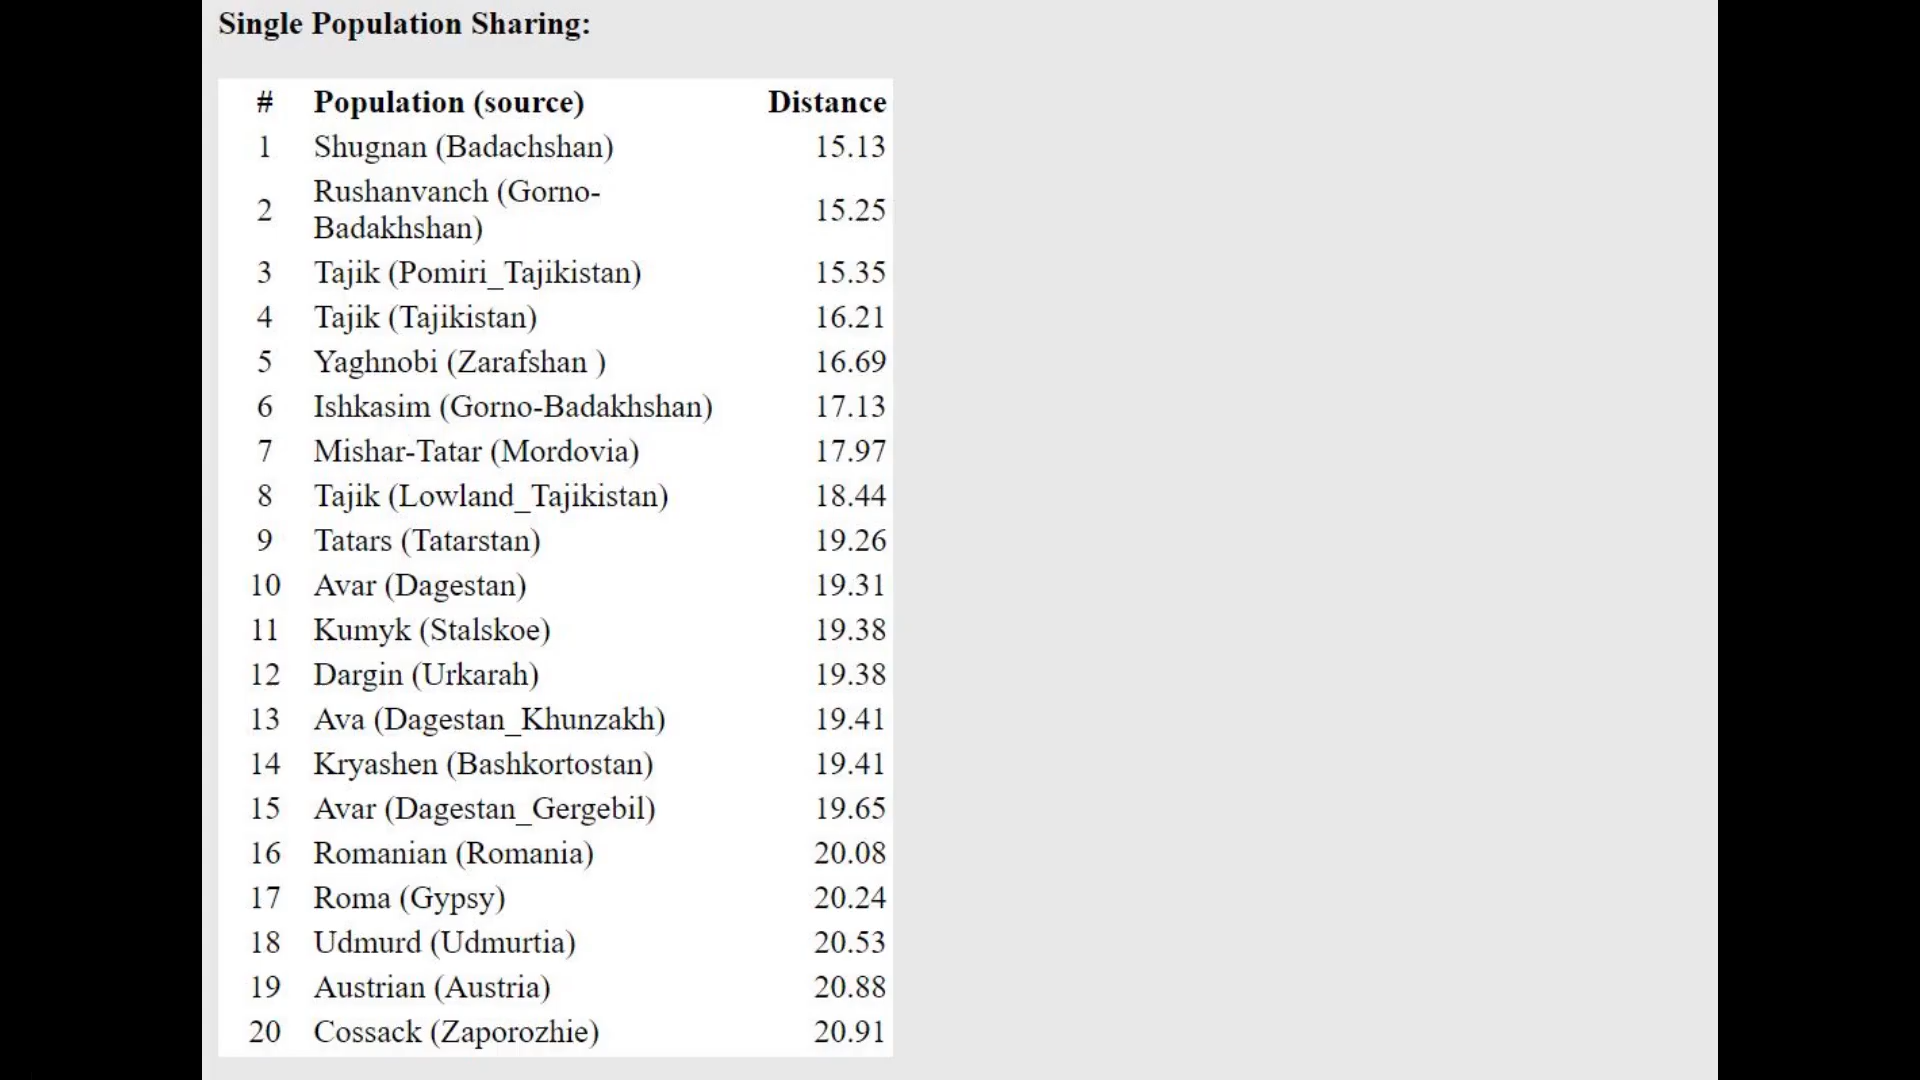 Single Population Sharing:
# Population (source) Distance
1 Shugnan (Badachshan) 15.13
2 Rushanvanch (Gorno-
Badakhshan) 15.25
3 Tajik (Pomiri_Tajikistan) 15.35
4 Tajik (Tajikistan) 16.21
5 Yaghnobi (Zarafshan ) 16.69
6 Ishkasim (Gorno-Badakhshan) 17.13
7 Mishar-Tatar (Mordovia) 17.97
8 Tajik (Lowland_Tajikistan) 18.44
9 Tatars (Tatarstan) 19.26
10 Avar (Dagestan) 19.31
11 Kumyk (Stalskoe) 19.38
12 Dargin (Urkarah) 19.38
13 Ava (Dagestan_Khunzakh) 19.41
14 Kryashen (Bashkortostan) 19.41
15 Avar (Dagestan_Gergebil) 19.65
16 Romanian (Romania) 20.08
17 Roma (Gypsy) 20.24
18 Udmurd (Udmurtia) 20.53
19 Austrian (Austria) 20.88
20 Cossack (Zaporozhie) 20.91